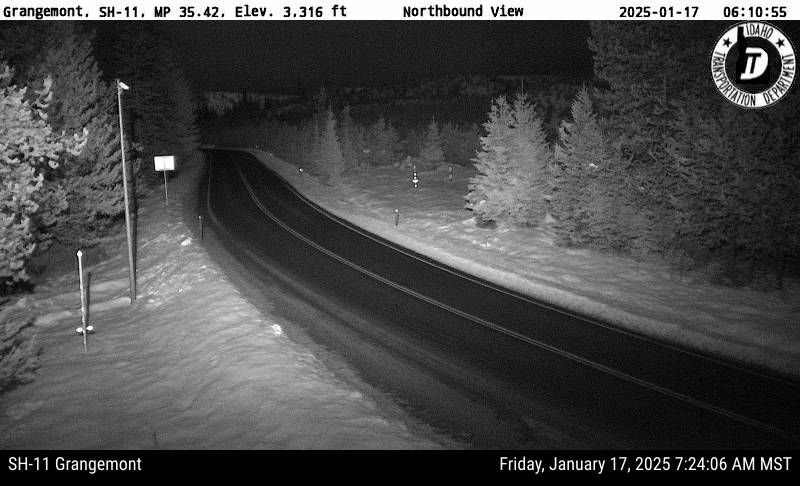 Grangemont, SH-11, MP 35.42, Elev. 3,316 ft Northbound View 2025-01-17 06:10:55
IDAHO
TRANSPORTATION DEPARTMENT
SH-11 Grangemont Friday, January 17, 2025 7:24:06 AM MST